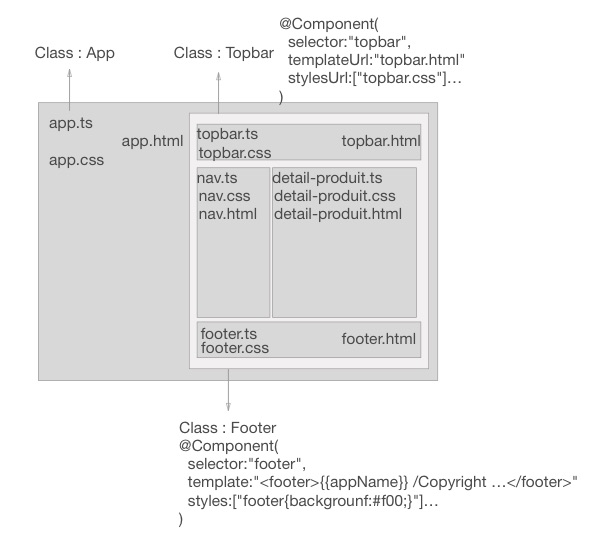 @Component(
selector:"topbar",
templateUrl:"topbar.html"
stylesUrl:["topbar.css"]...
)
Class : App
Class : Topbar
app.ts
app.html
app.css
topbar.ts
topbar.html
topbar.css
nav.ts
nav.css
nav.html
detail-produit.ts
detail-produit.css
detail-produit.html
footer.ts
footer.html
footer.css
Class : Footer
@Component(
selector:"footer",
template:"<footer>{{appName}} /Copyright ...</footer>"
styles:["footer{backgrounf:#f00;}"]...
)